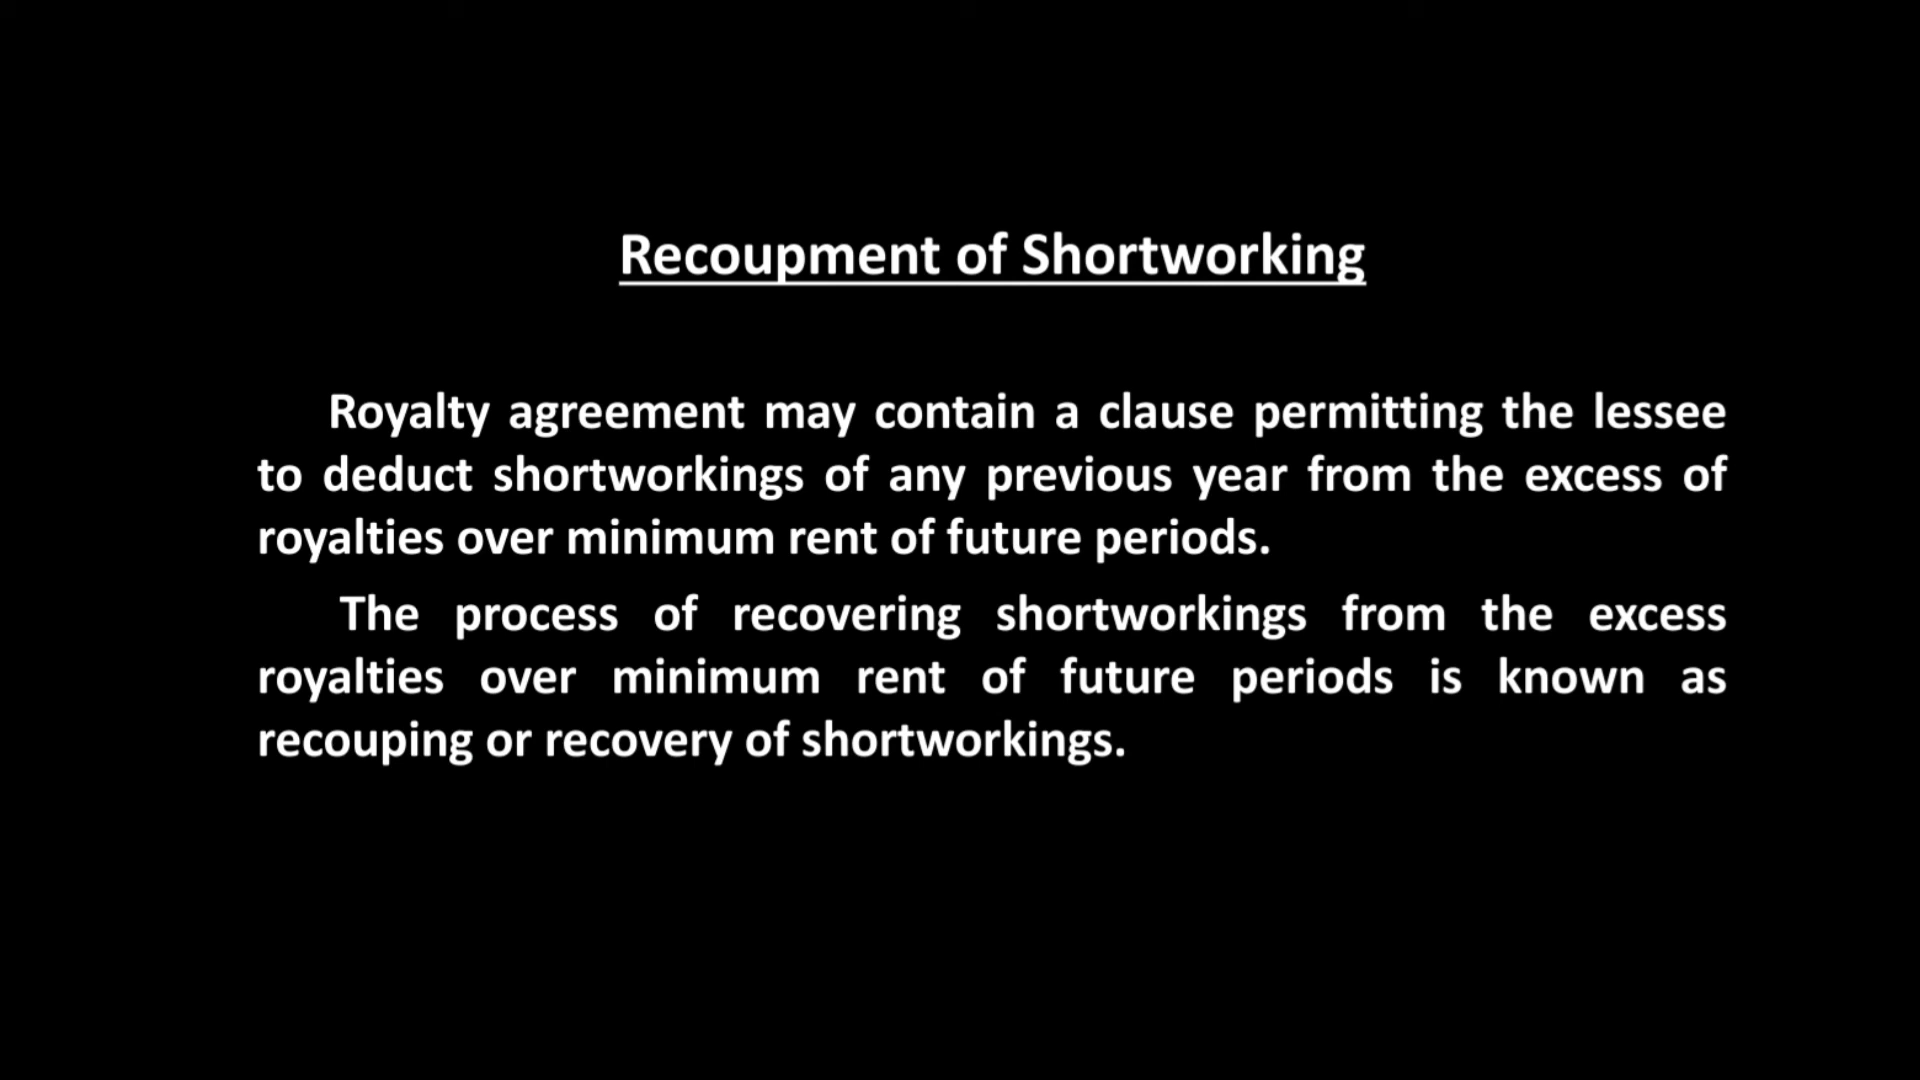 Recoupment of Shortworking
Royalty agreement may contain a clause permitting the lessee
to deduct shortworkings of any previous year from the excess of
royalties over minimum rent of future periods.
The process of recovering shortworkings from the excess
royalties over minimum rent of future periods is known as
recouping or recovery of shortworkings.